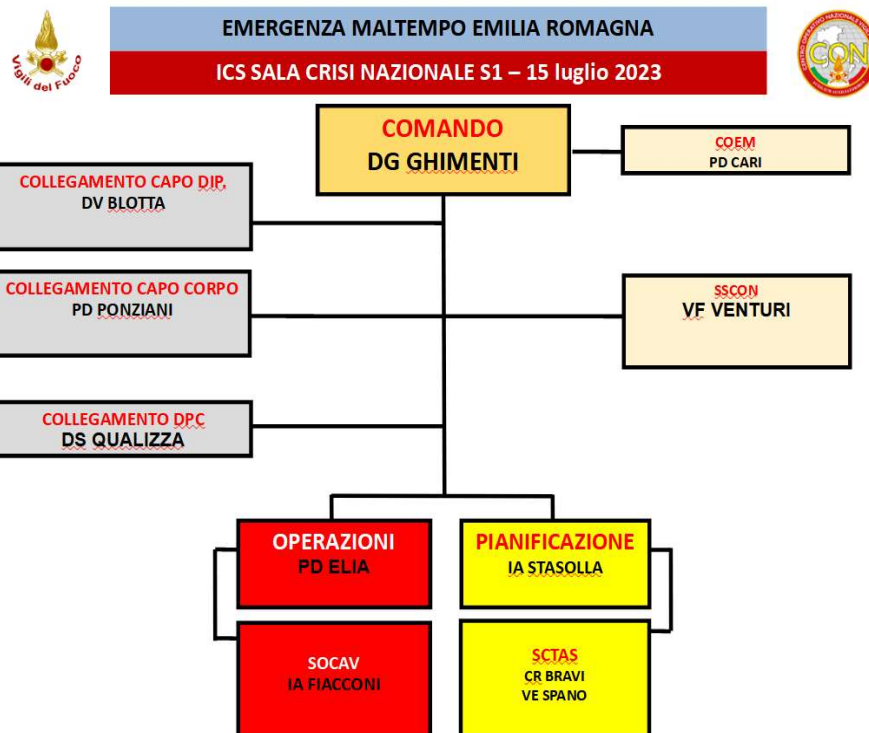 EMERGENZA MALTEMPO EMILIA ROMAGNA
ICS SALA CRISI NAZIONALE S1 – 15 luglio 2023
Vigili del Fuoco
CON
COMANDO
DG GHIMENTI
COEM
PD CARI
COLLEGAMENTO CAPO DIP.
DV BLOTTA
COLLEGAMENTO CAPO CORPO
PD PONZIANI
SSCON
VF VENTURI
COLLEGAMENTO DPC
DS QUALIZZA
OPERAZIONI
PD ELIA
PIANIFICAZIONE
IA STASOLLA
SOCAV
IA FIACCONI
SCTAS
CR BRAVI
VE SPANO